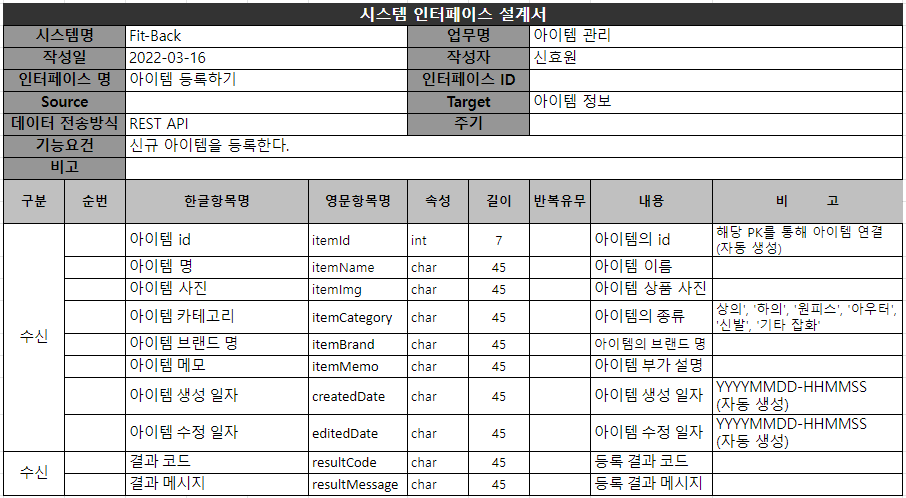 시스템 인터페이스 설계서
시스템명 Fit-Back 업무명 아이템 관리
작성일 2022-03-16 작성자 신효원
인터페이스 명 아이템 등록하기 인터페이스 ID
Source Target 아이템 정보
데이터 전송방식 REST API 주기
기능요건 신규 아이템을 등록한다.
비고
구분 순번 한글항목명 영문항목명 속성 길이 반복유무 내용 비 고
수신
아이템 id itemId int 7 아이템의 id 해당 PK를 통해 아이템 연결
(자동 생성)
아이템 명 itemName char 45 아이템 이름
아이템 사진 itemImg char 45 아이템 상품 사진
아이템 카테고리 itemCategory char 45 아이템의 종류 상의', '하의', '원피스', '아우터',
'신발', '기타 잡화'
아이템 브랜드 명 itemBrand char 45 아이템의 브랜드 명
아이템 메모 itemMemo char 45 아이템 부가 설명
아이템 생성 일자 createdDate char 45 아이템 생성 일자 YYYYMMDD-HHMMSS
(자동 생성)
아이템 수정 일자 editedDate char 45 아이템 수정 일자 YYYYMMDD-HHMMSS
(자동 생성)
수신
결과 코드 resultCode char 45 등록 결과 코드
결과 메시지 resultMessage char 45 등록 결과 메시지